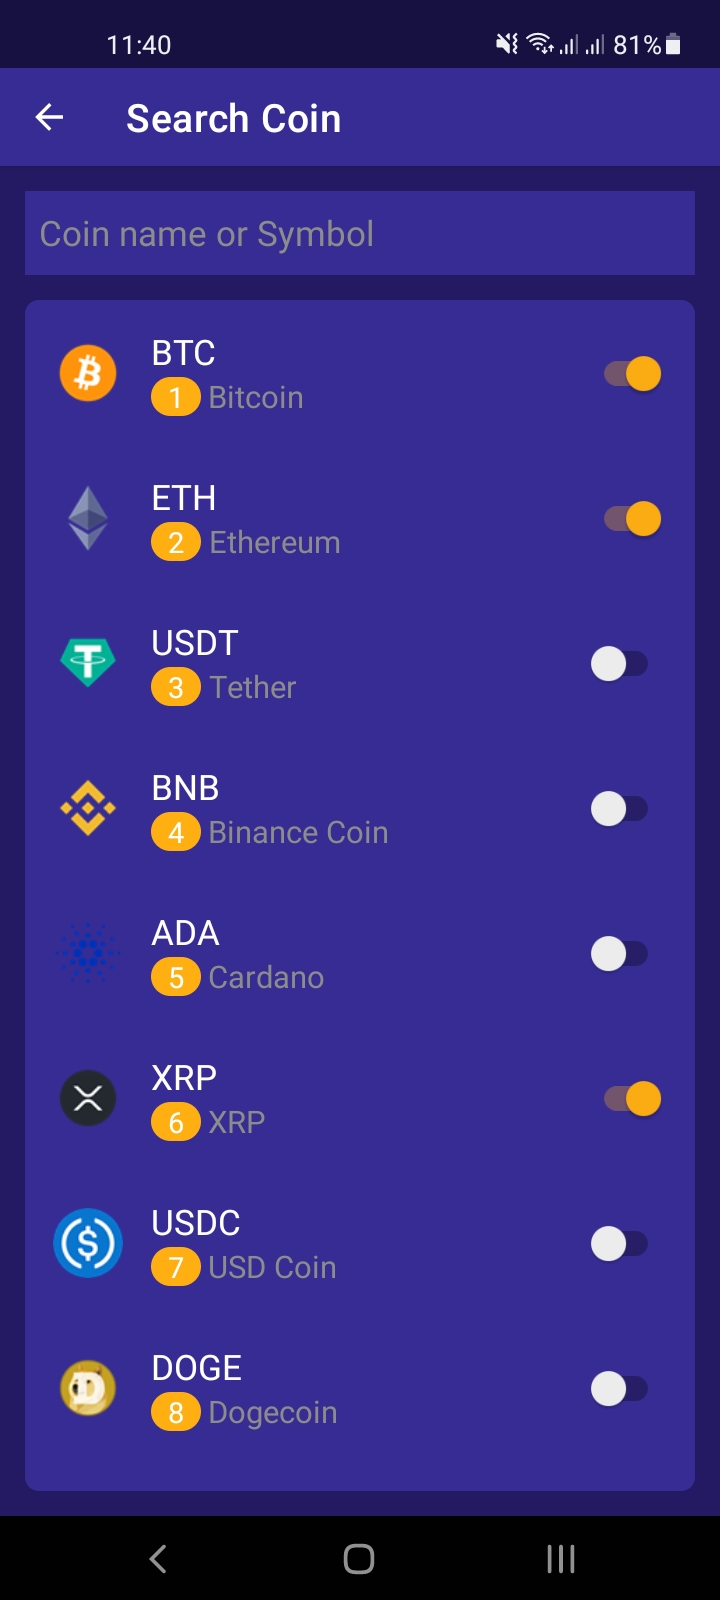 11:40 81%
Search Coin
Coin name or Symbol
BTC
1 Bitcoin
ETH
2 Ethereum
USDT
3 Tether
BNB
4 Binance Coin
ADA
5 Cardano
XRP
6 XRP
USDC
7 USD Coin
DOGE
8 Dogecoin